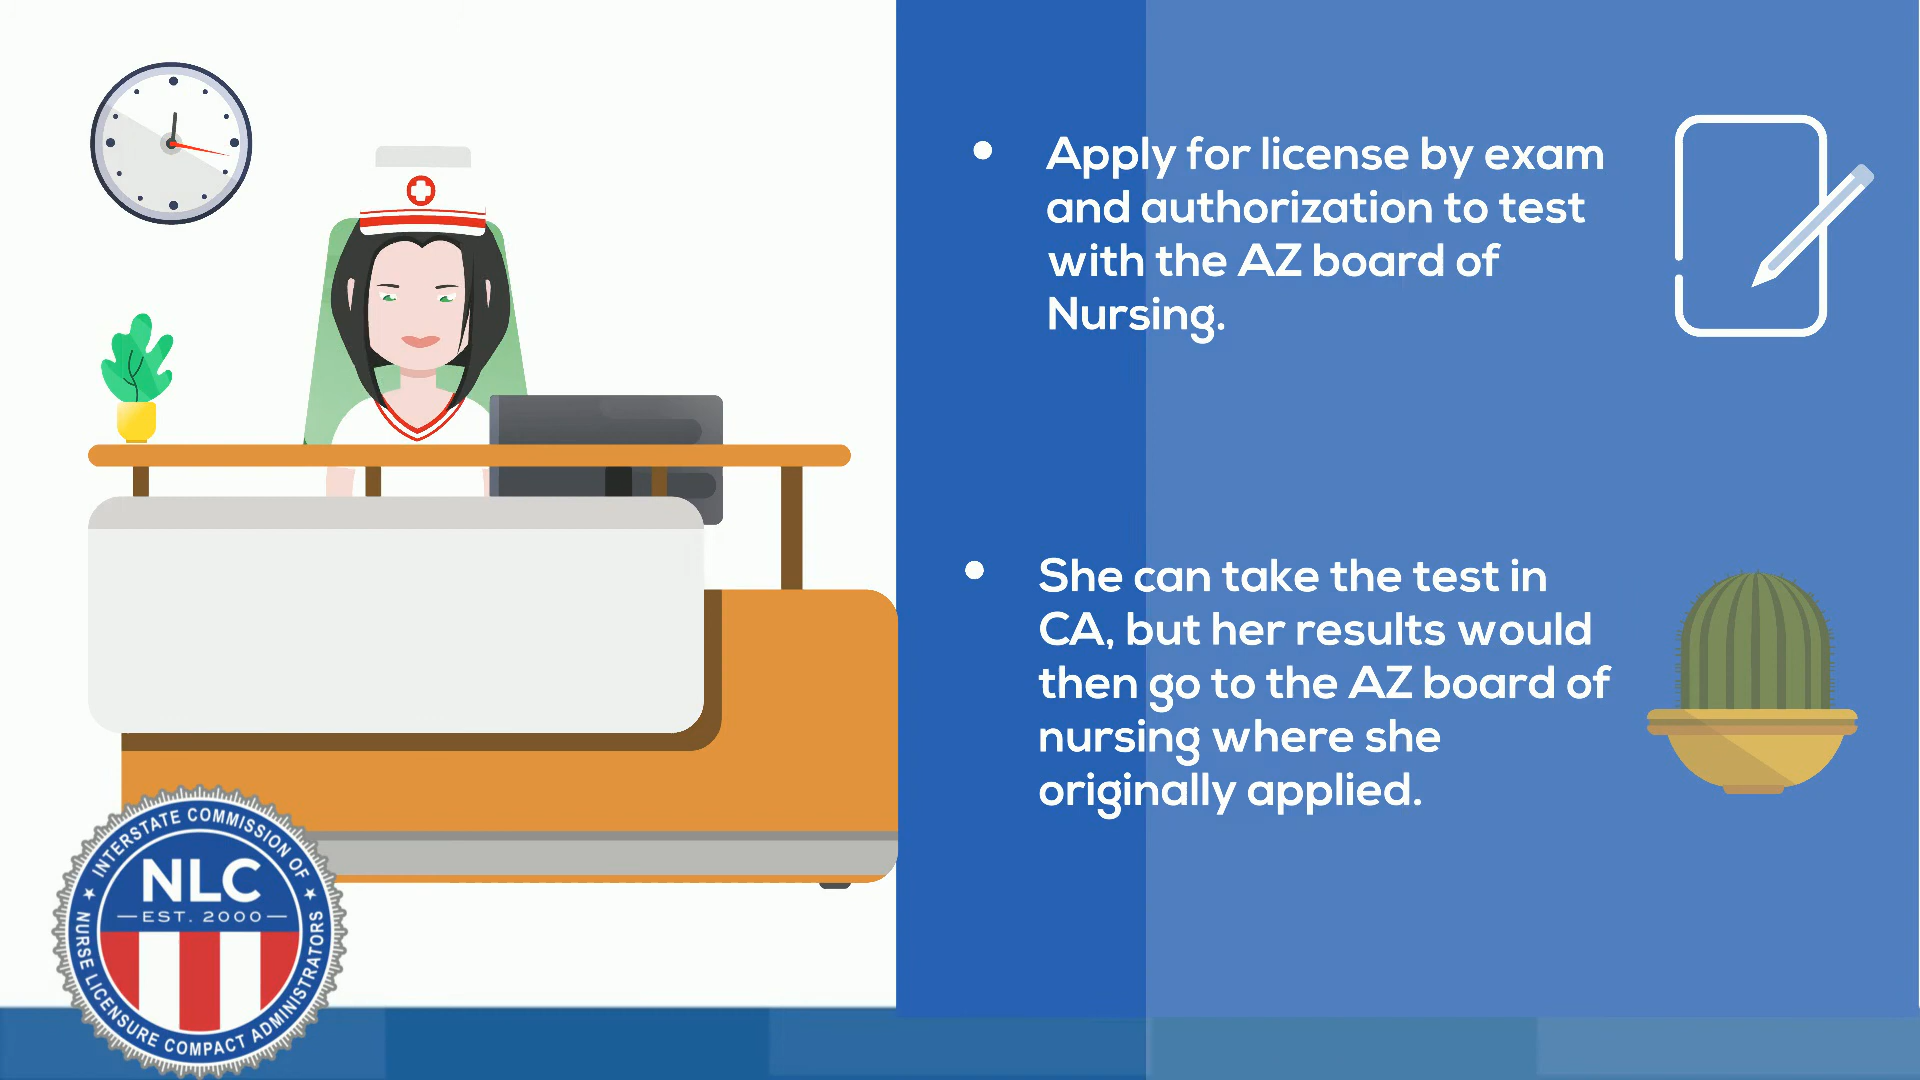 Apply for license by exam
and authorization to test
with the AZ board of
Nursing.
She can take the test in
CA, but her results would
then go to the AZ board of
nursing where she
originally applied.
INTERSTATE COMMISSION OF
NLC
EST. 2000
NURSE LICENSURE COMPACT ADMINISTRATORS